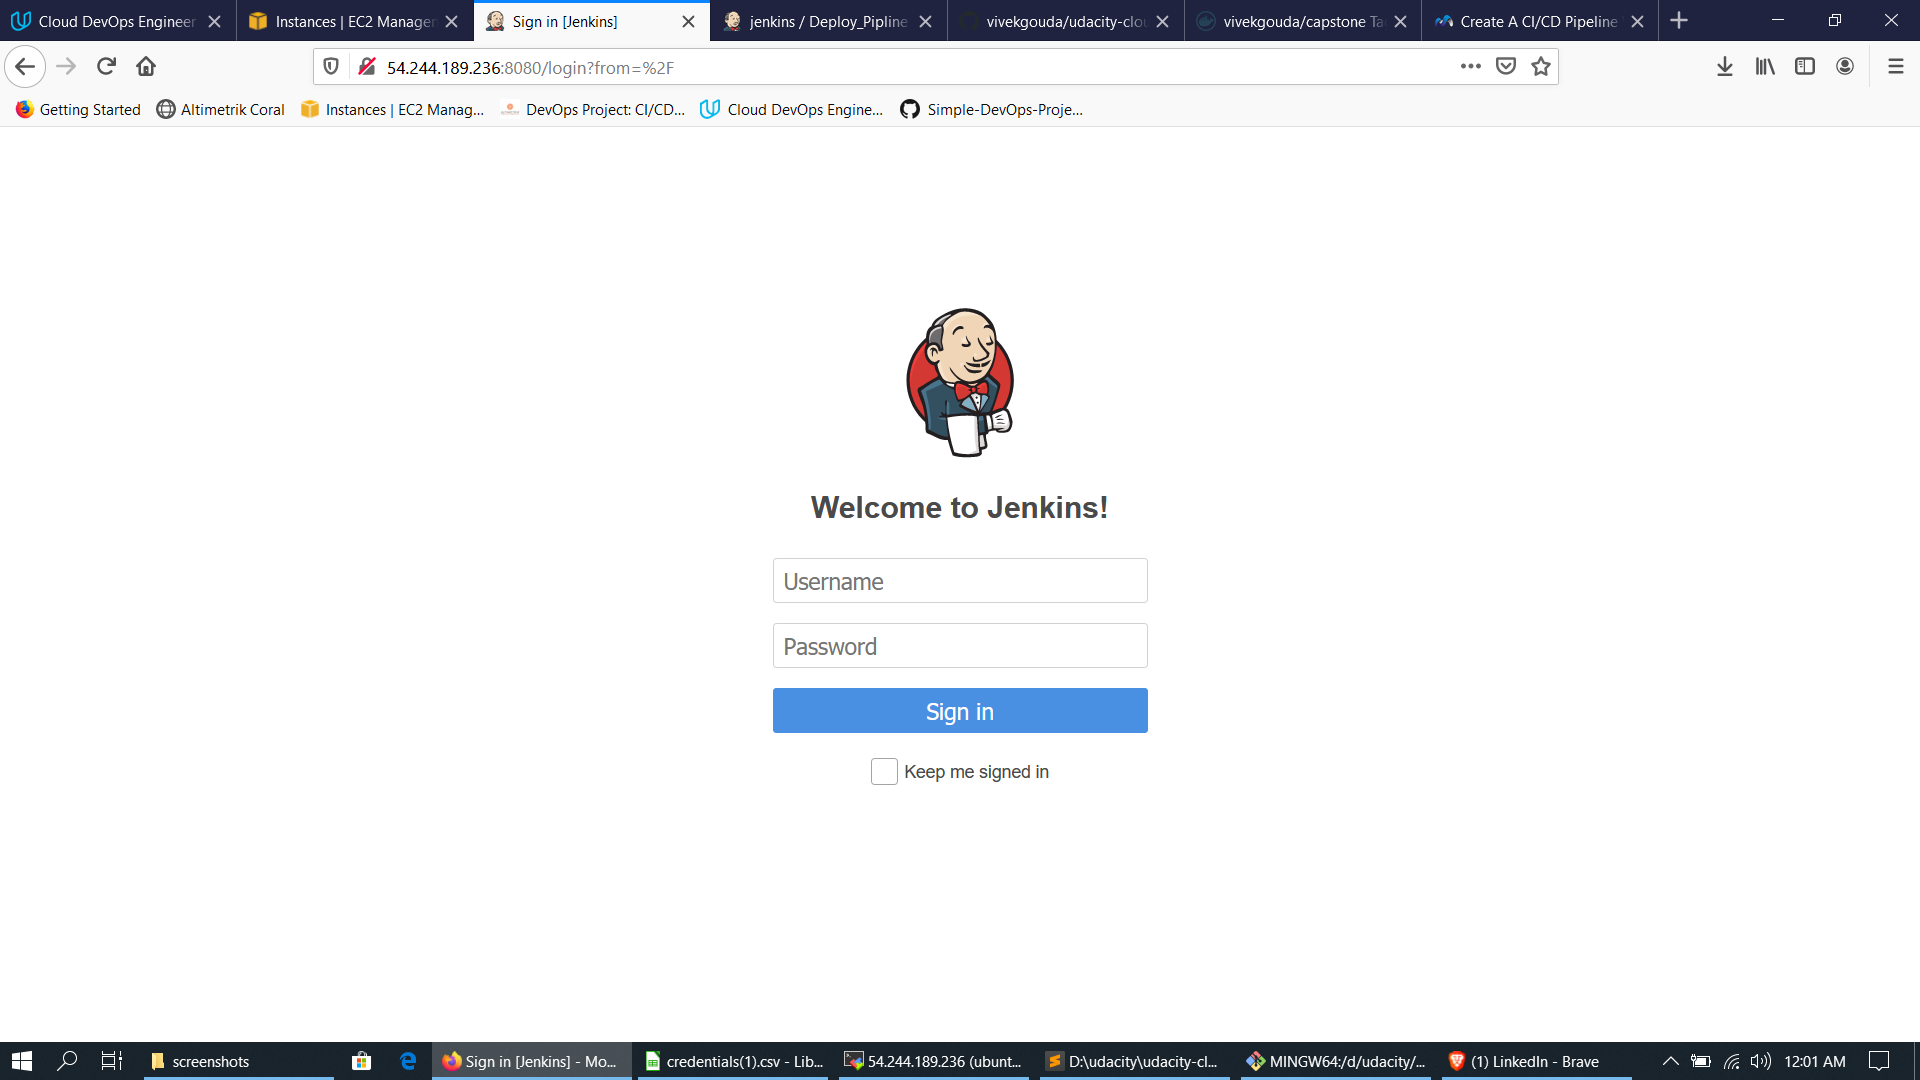 Cloud DevOps Engineer
Instances | EC2 Manager
Sign in [Jenkins]
jenkins / Deploy_Pipline
vivekgouda/udacity-clou
vivekgouda/capstone Ta
Create A CI/CD Pipeline
54.244.189.236:8080/login?from=%2F
Getting Started
Altimetrik Coral
Instances | EC2 Manag...
DevOps Project: CI/CD...
Cloud DevOps Engine...
Simple-DevOps-Proje...
Welcome to Jenkins!
Username
Password
Sign in
Keep me signed in
screenshots
Sign in [Jenkins] - Mo...
credentials(1).csv - Lib...
54.244.189.236 (ubunt...
D:\udacity\udacity-cl...
MINGW64:/d/udacity/...
(1) LinkedIn - Brave
12:01 AM